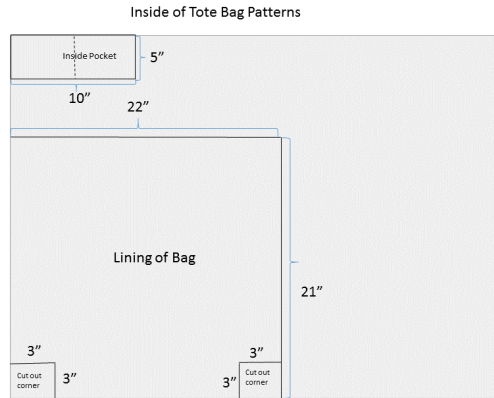 Inside of Tote Bag Patterns
Inside Pocket
5”
10”
22”
Lining of Bag
21”
3”
3”
Cut out
corner
3”
3”
Cut out
corner